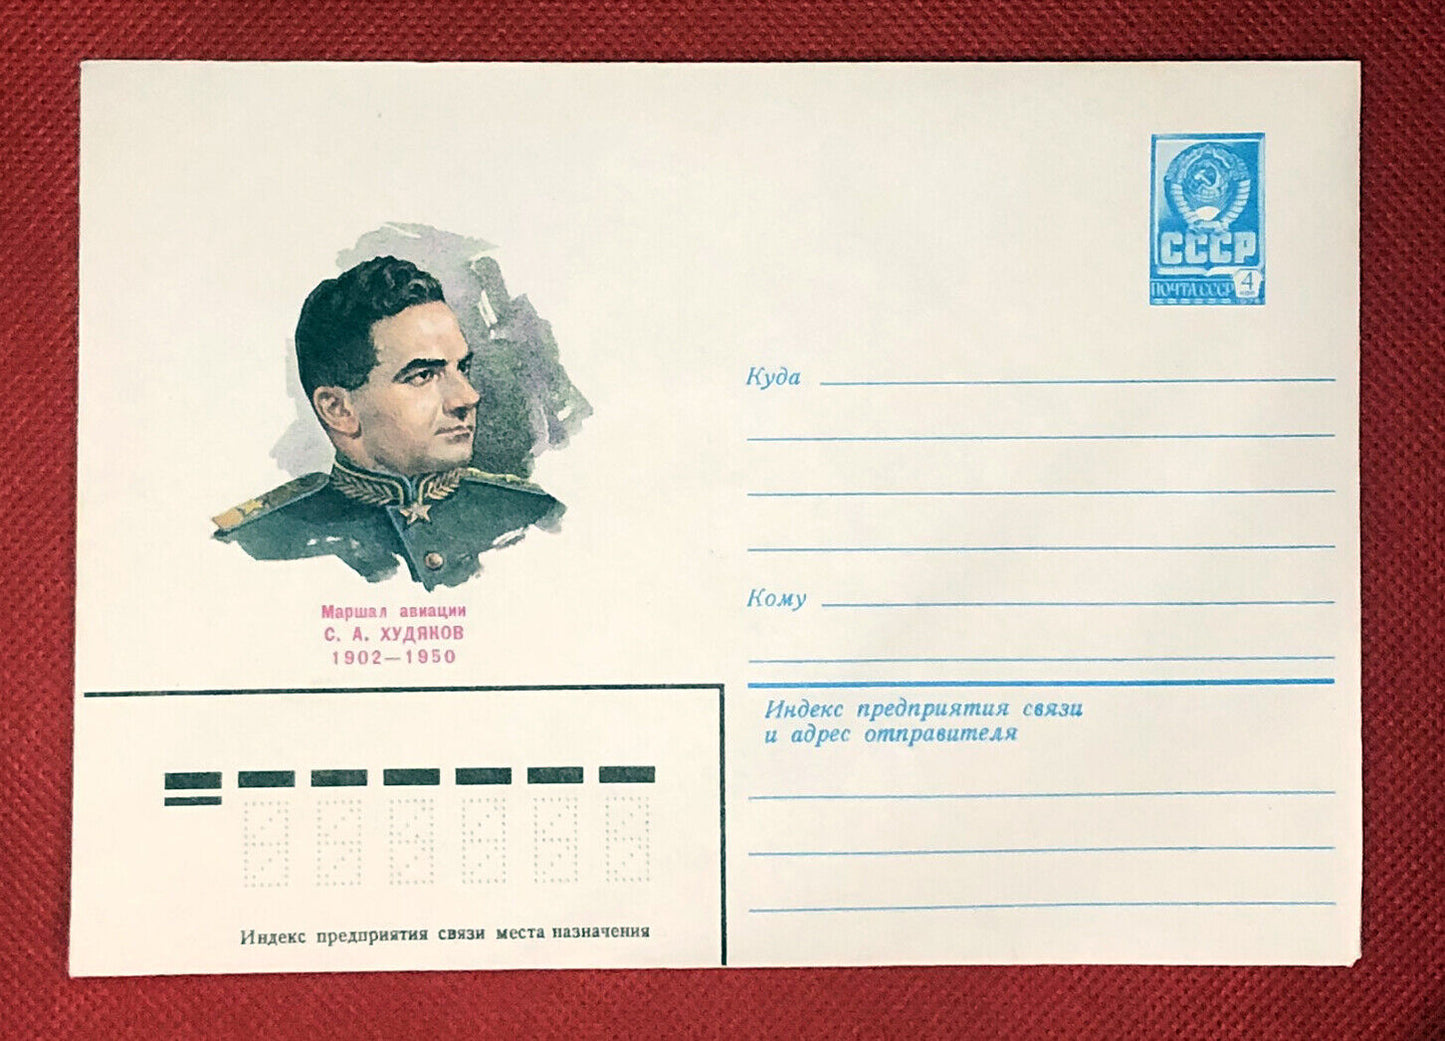 СССР
ПОЧТА СССР 4
коп
Маршал авиации
С. А. ХУДЯКОВ
1902—1950
Куда
Кому
Индекс предприятия связи
и адрес отправителя
Индекс предприятия связи места назначения